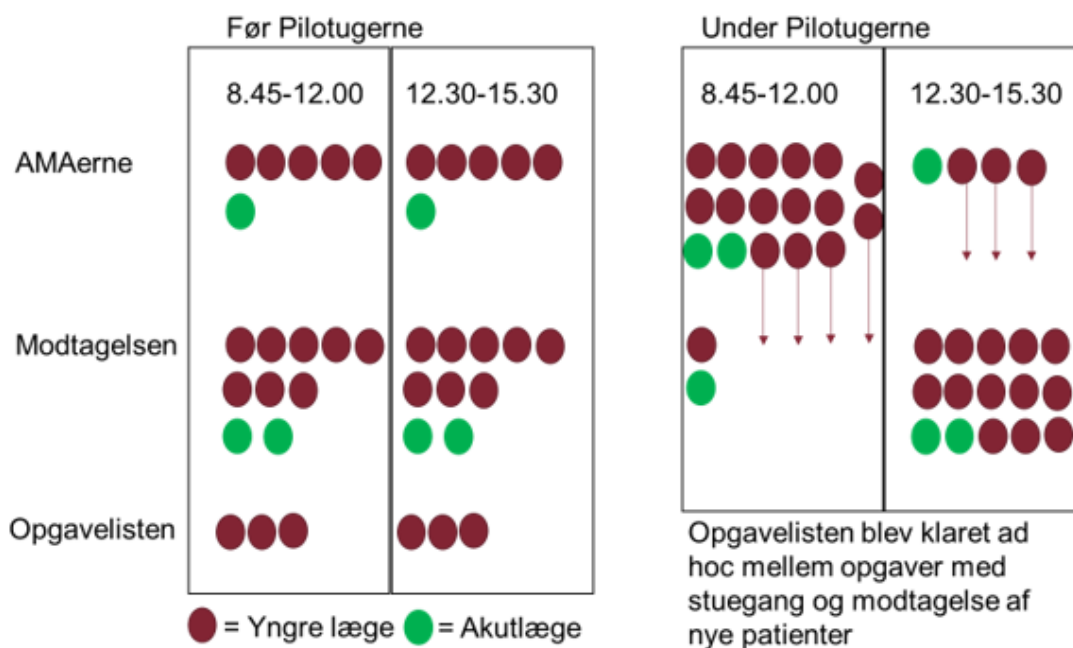 Før Pilotugerne
Under Pilotugerne
8.45-12.00
12.30-15.30
8.45-12.00
12.30-15.30
AMAerne
Modtagelsen
Opgavelisten
Opgavelisten blev klaret ad
hoc mellem opgaver med
stuegang og modtagelse af
nye patienter
= Yngre læge
= Akutlæge